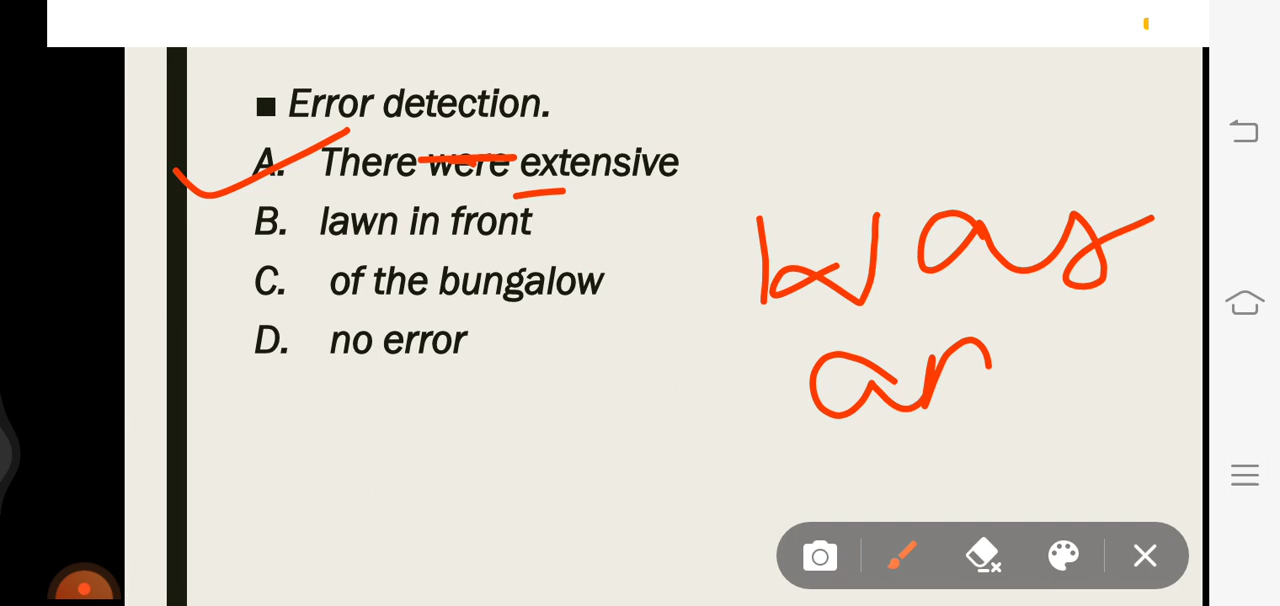 ■ Error detection.
A. There were extensive
B. lawn in front
C. of the bungalow
D. no error
was
an